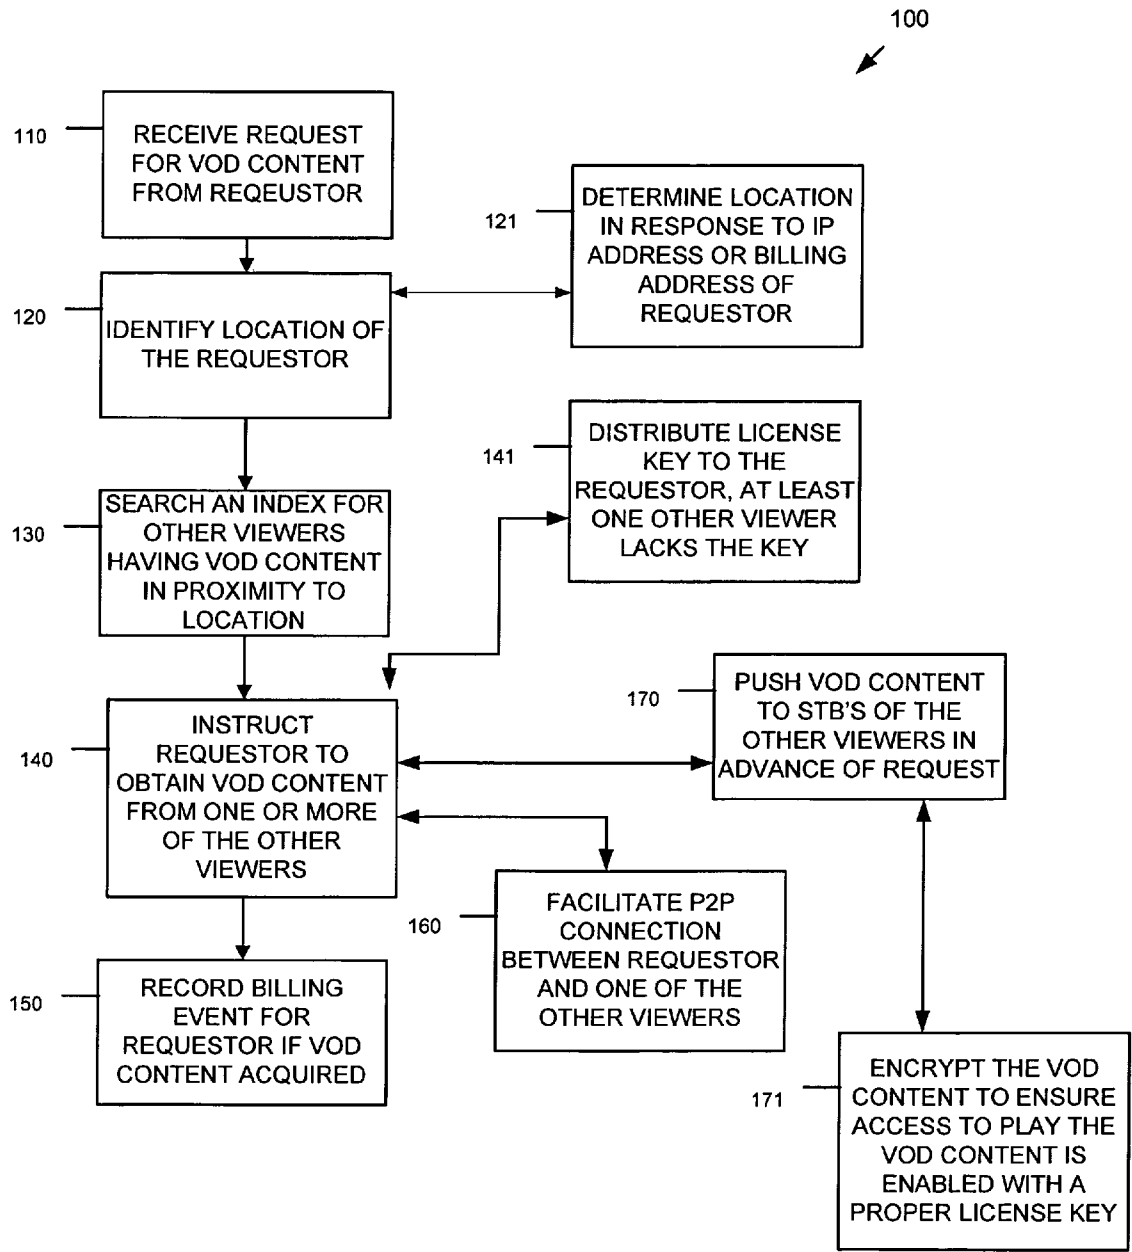 100
110
RECEIVE REQUEST
FOR VOD CONTENT
FROM REQEUSTOR
121
DETERMINE LOCATION
IN RESPONSE TO IP
ADDRESS OR BILLING
ADDRESS OF
REQUESTOR
120
IDENTIFY LOCATION OF
THE REQUESTOR
141
DISTRIBUTE LICENSE
KEY TO THE
REQUESTOR, AT LEAST
ONE OTHER VIEWER
LACKS THE KEY
130
SEARCH AN INDEX FOR
OTHER VIEWERS
HAVING VOD CONTENT
IN PROXIMITY TO
LOCATION
170
PUSH VOD CONTENT
TO STB'S OF THE
OTHER VIEWERS IN
ADVANCE OF REQUEST
140
INSTRUCT
REQUESTOR TO
OBTAIN VOD CONTENT
FROM ONE OR MORE
OF THE OTHER
VIEWERS
160
FACILITATE P2P
CONNECTION
BETWEEN REQUESTOR
AND ONE OF THE
OTHER VIEWERS
150
RECORD BILLING
EVENT FOR
REQUESTOR IF VOD
CONTENT ACQUIRED
171
ENCRYPT THE VOD
CONTENT TO ENSURE
ACCESS TO PLAY THE
VOD CONTENT IS
ENABLED WITH A
PROPER LICENSE KEY